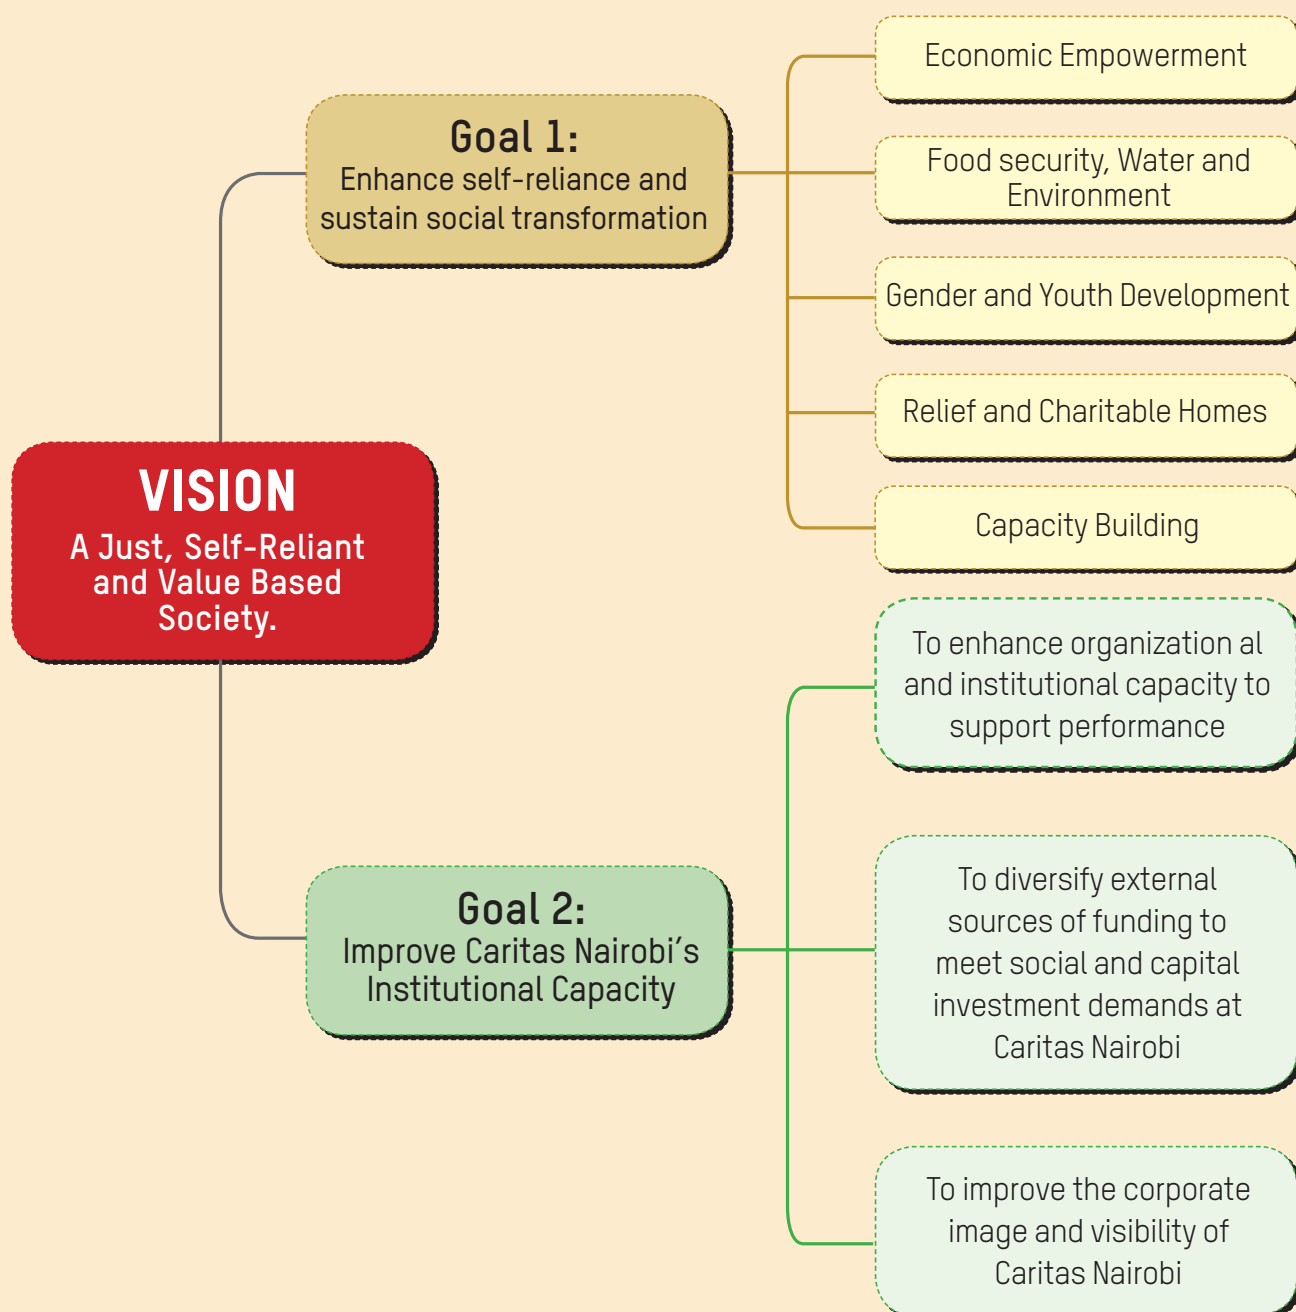 VISION
A Just, Self-Reliant
and Value Based
Society.
Goal 1:
Enhance self-reliance and
sustain social transformation
Economic Empowerment
Food security, Water and
Environment
Gender and Youth Development
Relief and Charitable Homes
Capacity Building
Goal 2:
Improve Caritas Nairobi's
Institutional Capacity
To enhance organization al
and institutional capacity to
support performance
To diversify external
sources of funding to
meet social and capital
investment demands at
Caritas Nairobi
To improve the corporate
image and visibility of
Caritas Nairobi